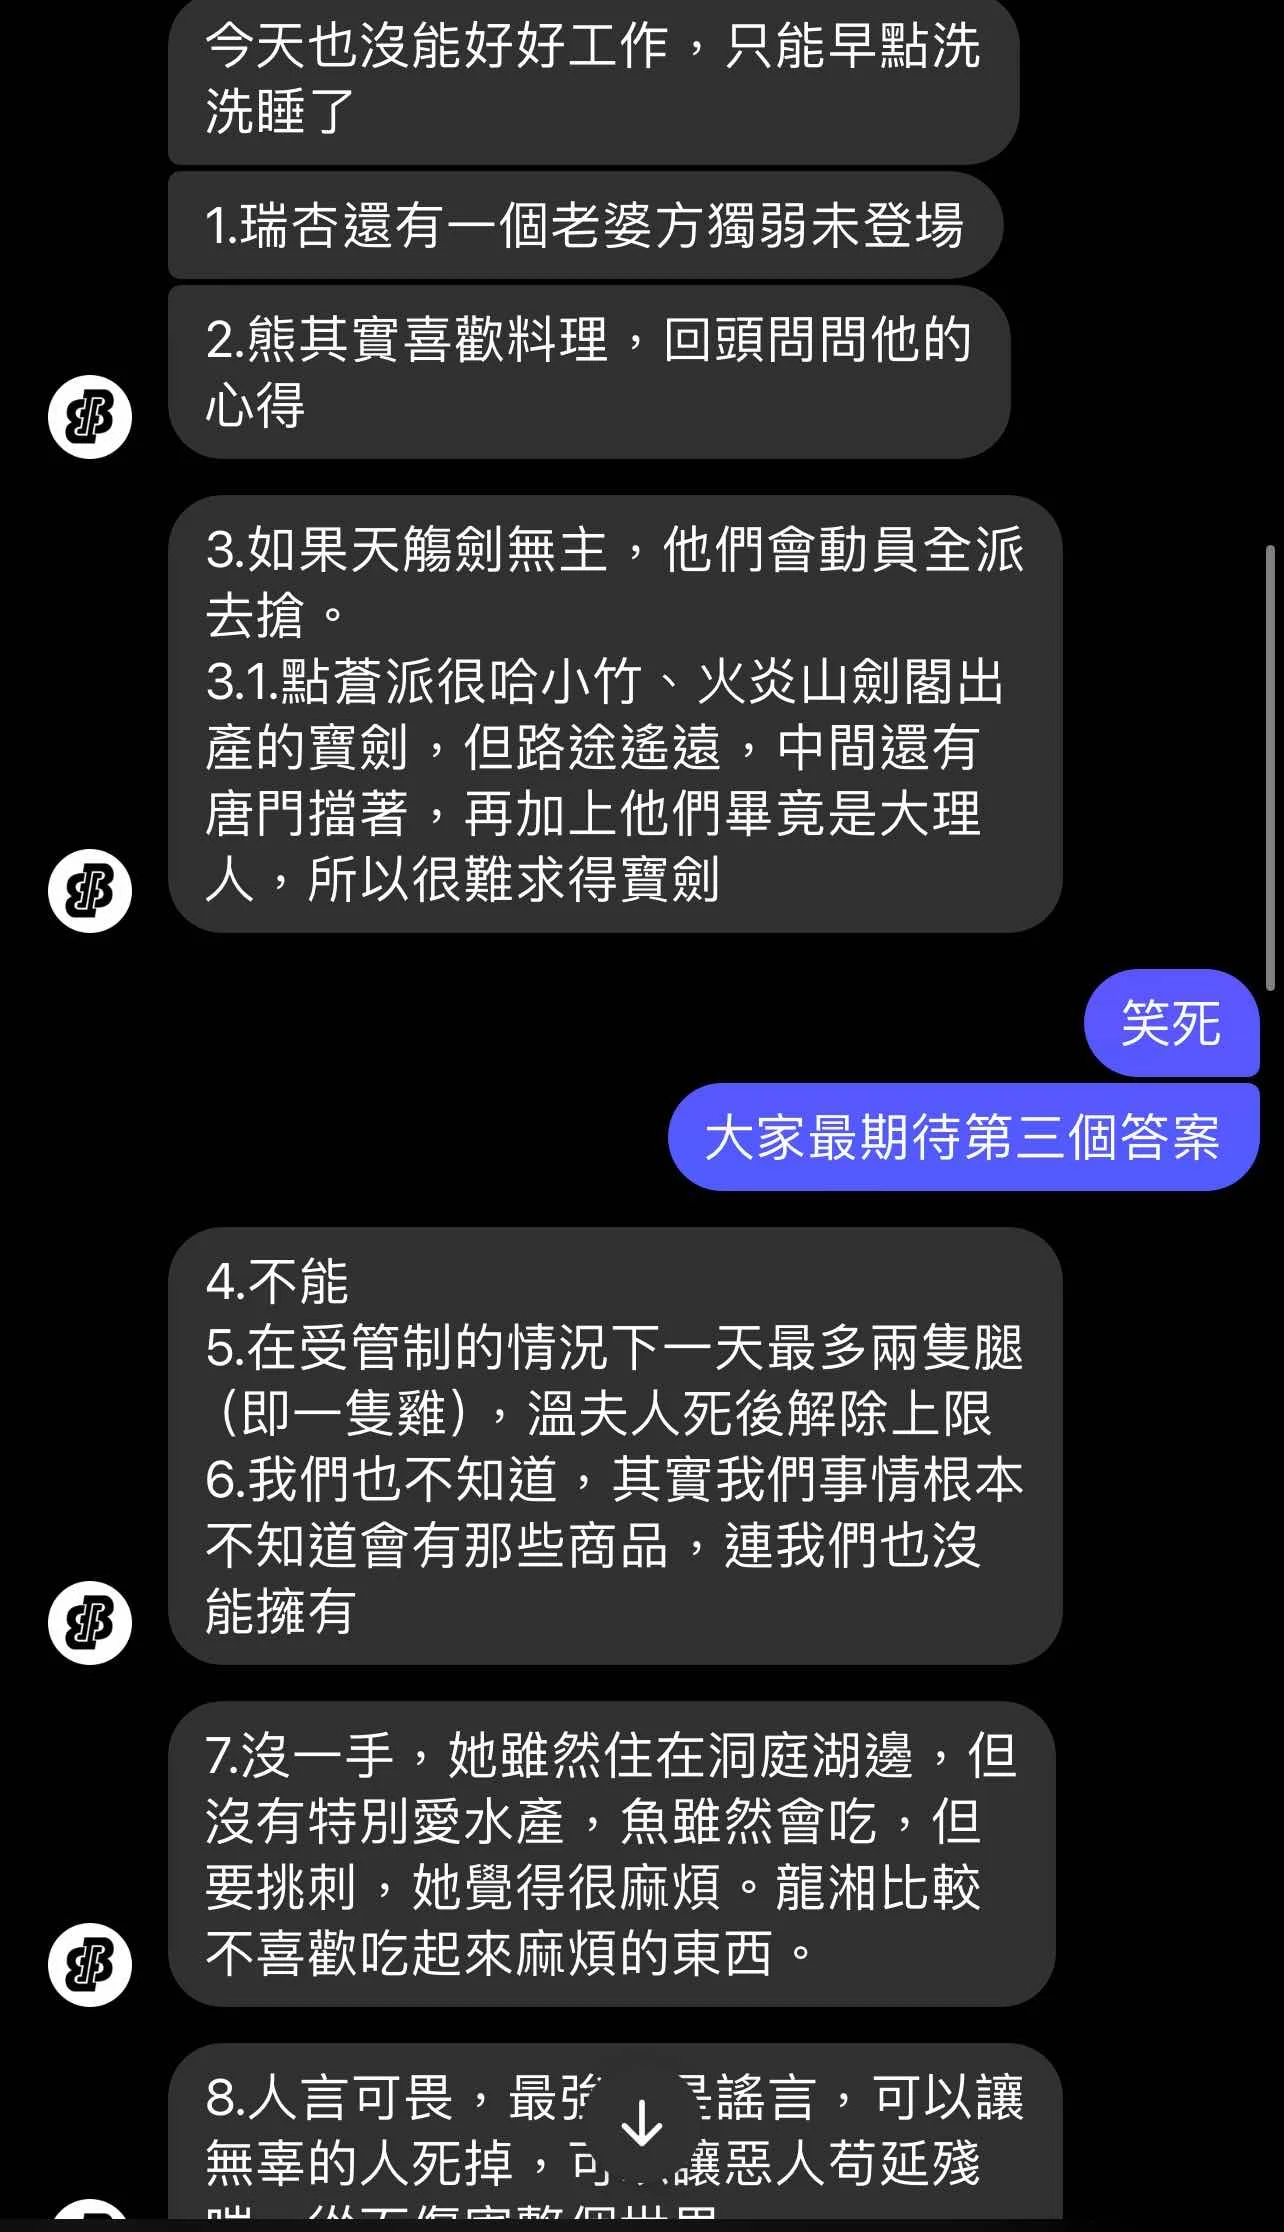 今天也沒能好好工作，只能早點洗
洗睡了
1.瑞杏還有一個老婆方獨弱未登場
2.熊其實喜歡料理，回頭問問他的
心得
3.如果天觴劍無主，他們會動員全派
去搶。
3.1.點蒼派很哈小竹、火炎山劍閣出
產的寶劍，但路途遙遠，中間還有
唐門擋著，再加上他們畢竟是大理
人，所以很難求得寶劍
笑死
大家最期待第三個答案
4.不能
5.在受管制的情況下一天最多兩隻腿
（即一隻雞），溫夫人死後解除上限
6.我們也不知道，其實我們事情根本
不知道會有那些商品，連我們也沒
能擁有
7.沒一手，她雖然住在洞庭湖邊，但
沒有特別愛水產，魚雖然會吃，但
要挑刺，她覺得很麻煩。龍湘比較
不喜歡吃起來麻煩的東西。
8.人言可畏，最強 謠言，可以讓
無辜的人死掉， 讓惡人苟延殘